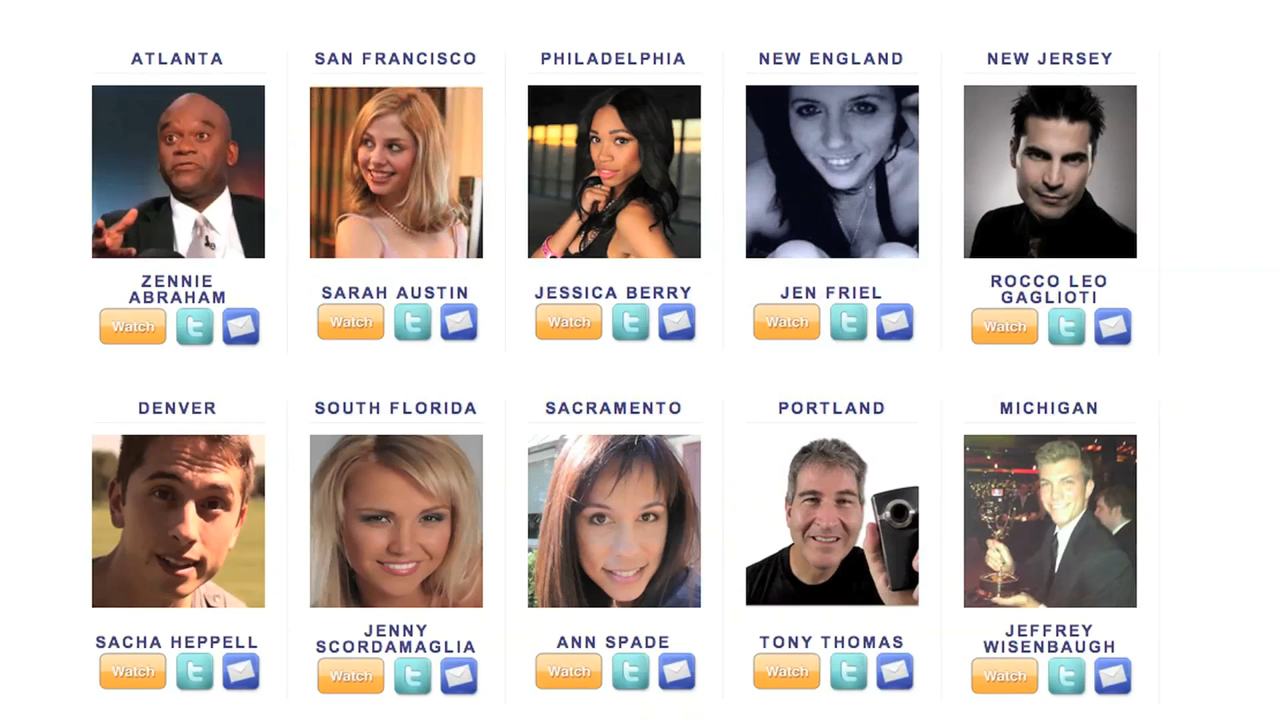 ATLANTA
SAN FRANCISCO
PHILADELPHIA
NEW ENGLAND
NEW JERSEY
ZENNIE
ABRAHAM
SARAH AUSTIN
JESSICA BERRY
JEN FRIEL
ROCCO LEO
GAGLIOTI
Watch
Watch
Watch
Watch
Watch
DENVER
SOUTH FLORIDA
SACRAMENTO
PORTLAND
MICHIGAN
SACHA HEPPELL
JENNY
SCORDAMAGLIA
ANN SPADE
TONY THOMAS
JEFFREY
WISENBAUGH
Watch
Watch
Watch
Watch
Watch